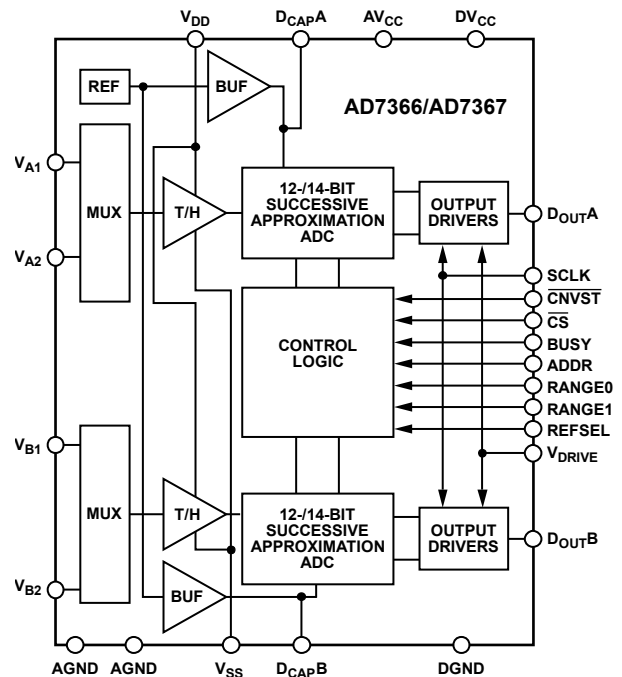 VDD DCAPA AVCC DVCC
REF
BUF
AD7366/AD7367
VA1
MUX
T/H
12-/14-BIT
SUCCESSIVE
APPROXIMATION
ADC
OUTPUT
DRIVERS
DOUTA
VA2
SCLK
CNVST
CS
CONTROL
LOGIC
BUSY
ADDR
RANGE0
RANGE1
REFSEL
VDRIVE
VB1
MUX
T/H
12-/14-BIT
SUCCESSIVE
APPROXIMATION
ADC
OUTPUT
DRIVERS
DOUTB
VB2
BUF
AGND AGND VSS DCAPB DGND